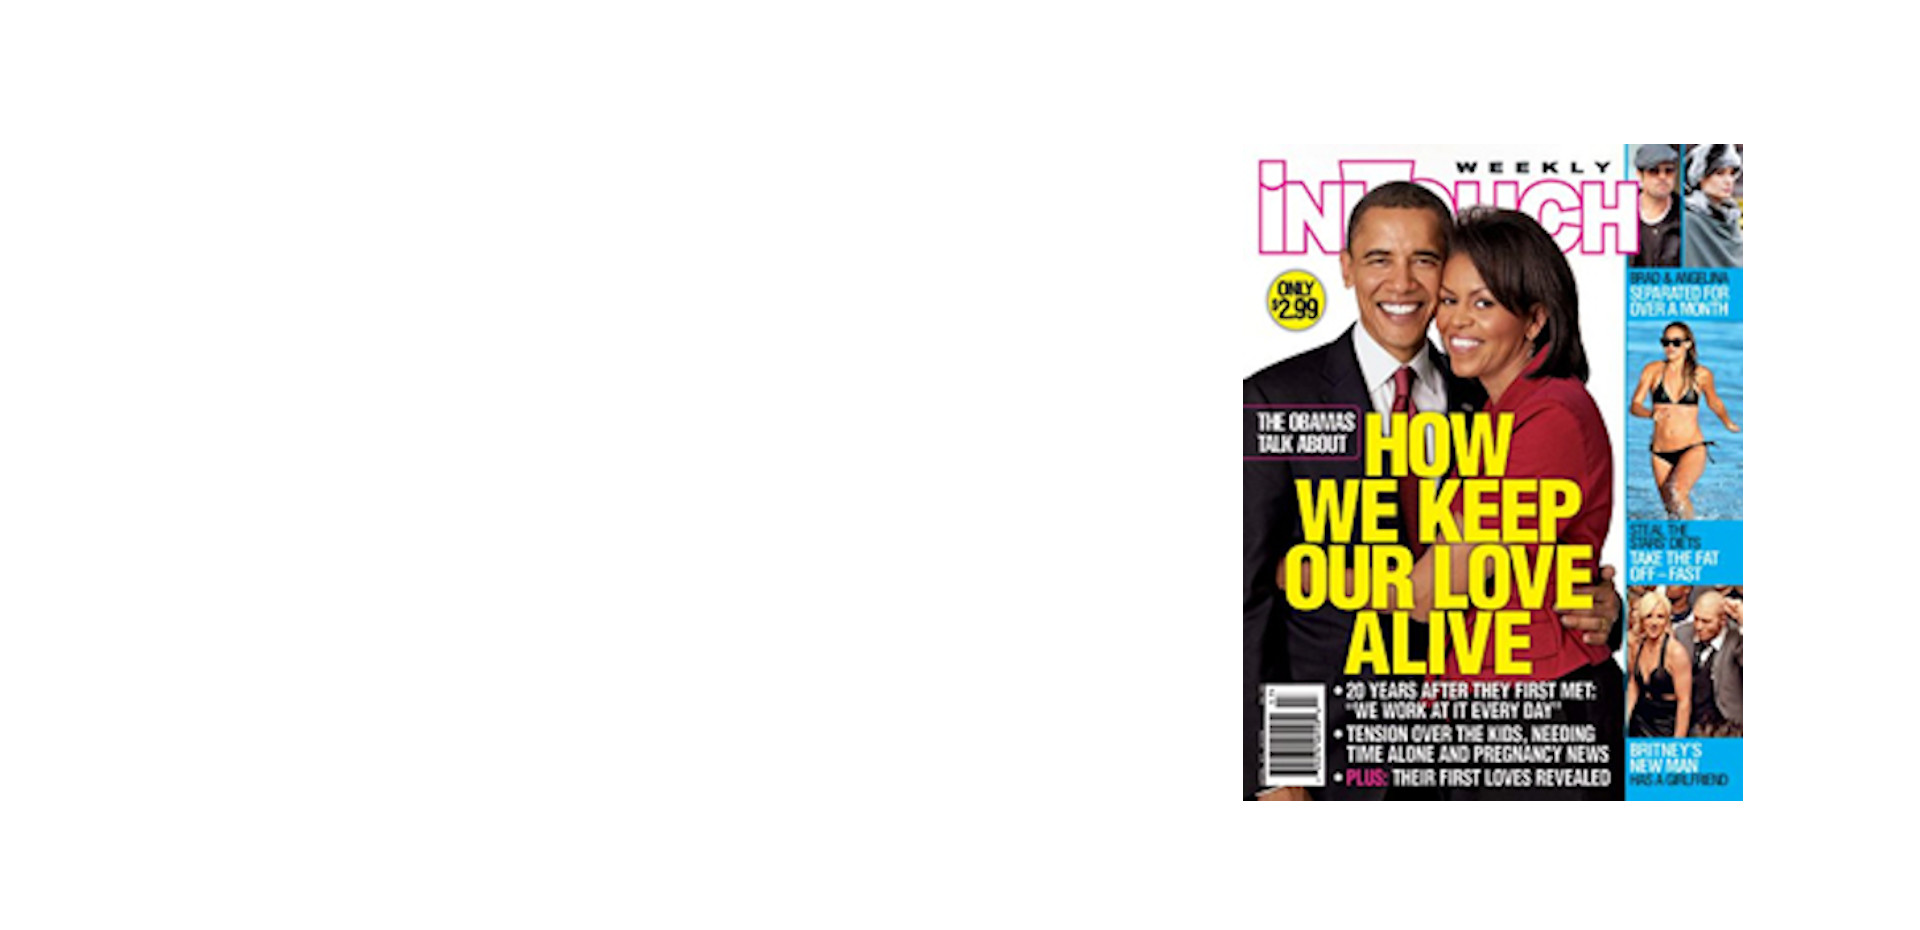 WEEKLY
iNTOUCH
ONLY
$2.99
THE OBAMAS
TALK ABOUT
HOW
WE KEEP
OUR LOVE
ALIVE
• 20 YEARS AFTER THEY FIRST MET:
"WE WORK AT IT EVERY DAY"
• TENSION OVER THE KIDS, NEEDING
TIME ALONE AND PREGNANCY NEWS
• PLUS: THEIR FIRST LOVES REVEALED
BRAD & ANGELINA
SEPARATED FOR
OVER A MONTH
STEAL THE
STARS' DIETS
TAKE THE FAT
OFF–FAST
BRITNEY'S
NEW MAN
HAS A GIRLFRIEND